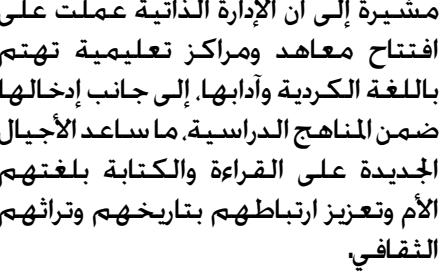 مشيرة إلى أن الإدارة الذاتية عملت على
افتتاح معاهد ومراكز تعليمية تهتم
باللغة الكردية وآدابها، إلى جانب إدخالها
ضمن المناهج الدراسية، ما ساعد الأجيال
الجديدة على القراءة والكتابة بلغتهم
الأم وتعزيز ارتباطهم بتاريخهم وتراثهم
الثقافي.